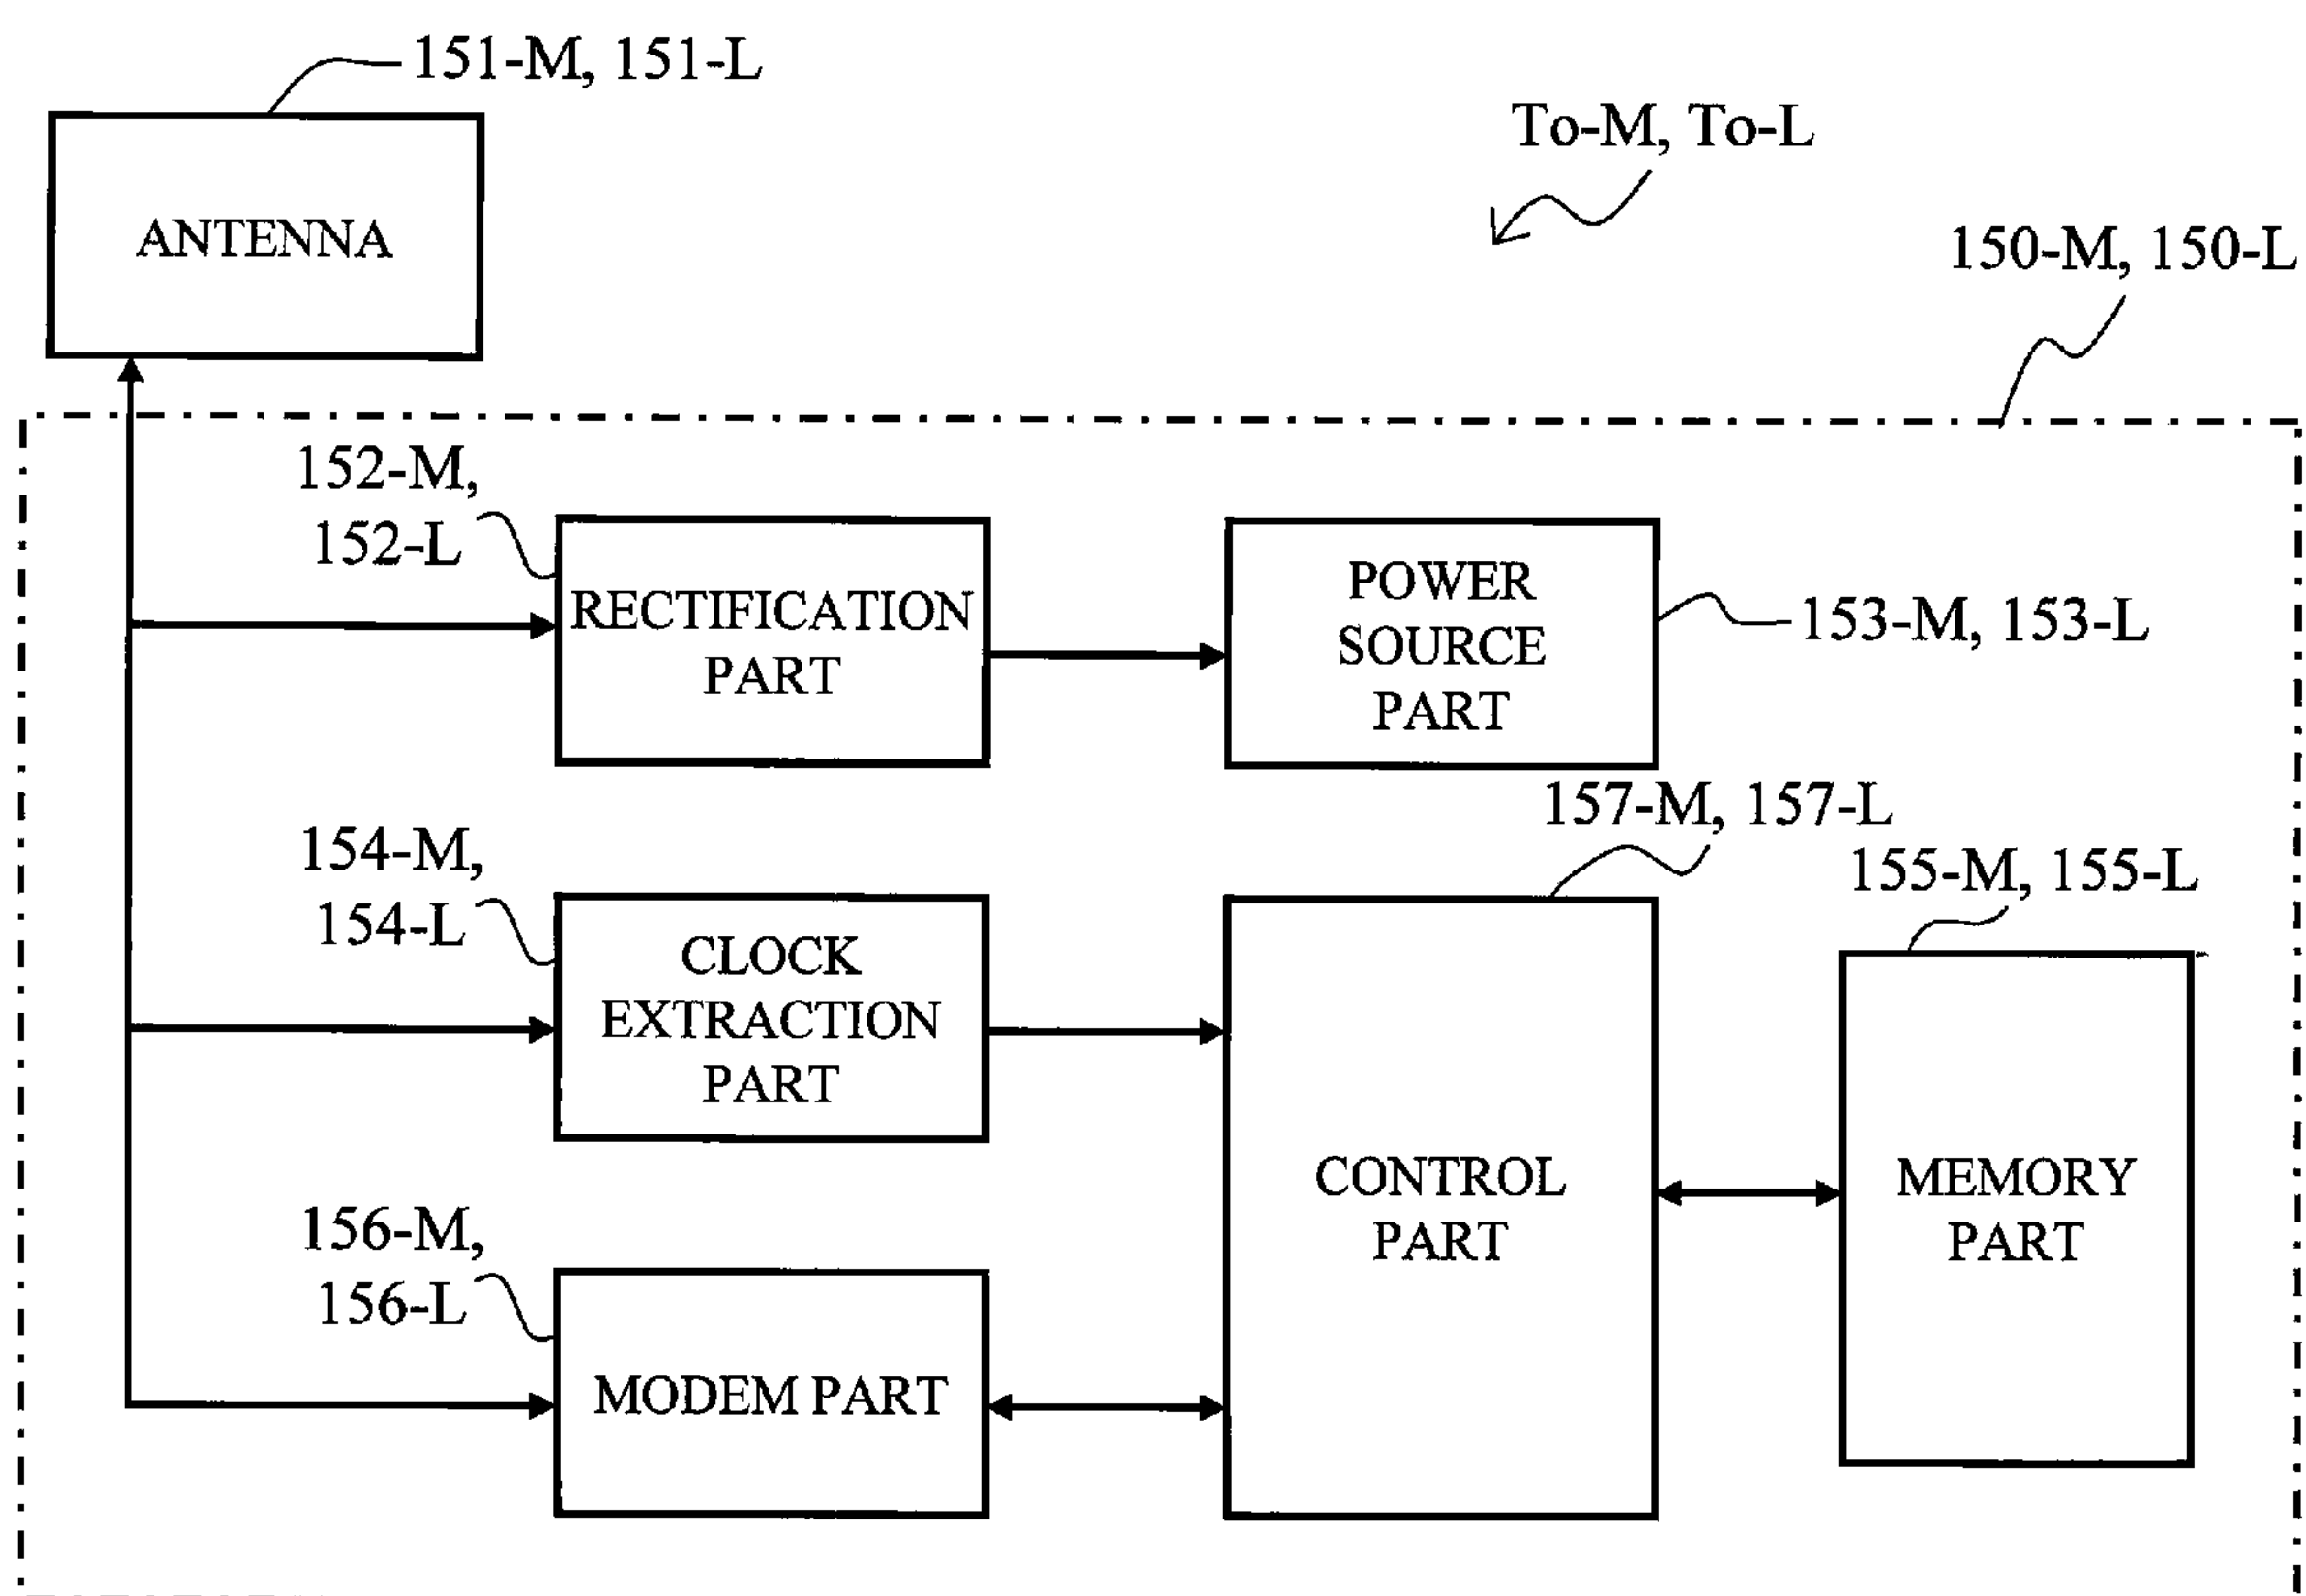 151-M, 151-L
ANTENNA
To-M, To-L
150-M, 150-L
152-M,
152-L
RECTIFICATION
PART
POWER
SOURCE
PART
153-M, 153-L
157-M, 157-L
155-M, 155-L
154-M,
154-L
CLOCK
EXTRACTION
PART
CONTROL
PART
MEMORY
PART
156-M,
156-L
MODEM PART